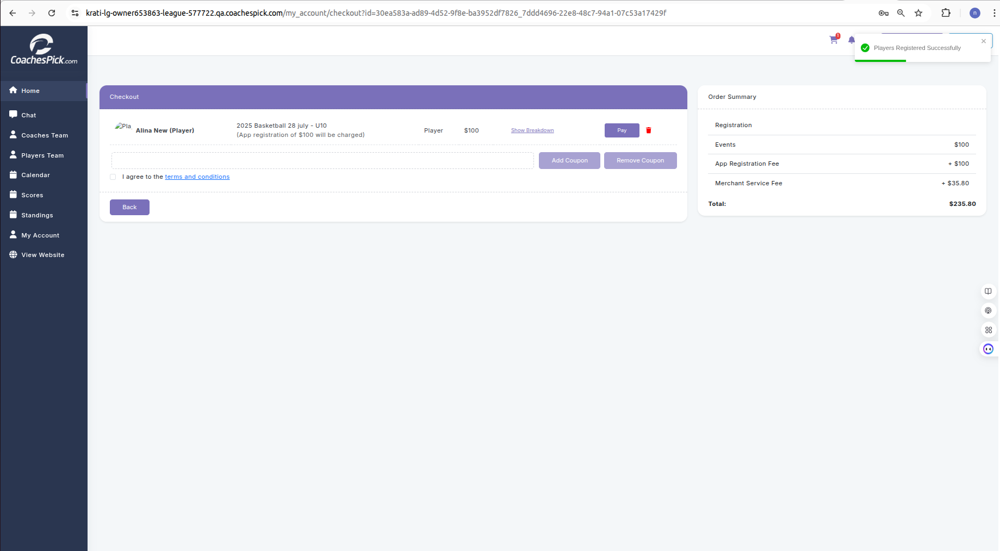 krati-lg-owner653863-league-577722.qa.coachespick.com/my_account/checkout?id=30ea583a-ad89-4d52-9f8e-ba3952df7826_7ddd4696-22e8-48c7-94a1-07c53a17429f
n
CoachesPick.com
1
Players Registered Successfully
Home
Chat
Coaches Team
Players Team
Calendar
Scores
Standings
My Account
View Website
Checkout
Pla
Alina New (Player)
2025 Basketball 28 july - U10
(App registration of $100 will be charged)
Player
$100
Show Breakdown
Pay
Add Coupon
Remove Coupon
I agree to the terms and conditions
Back
Order Summary
Registration
Events $100
App Registration Fee + $100
Merchant Service Fee + $35.80
Total: $235.80